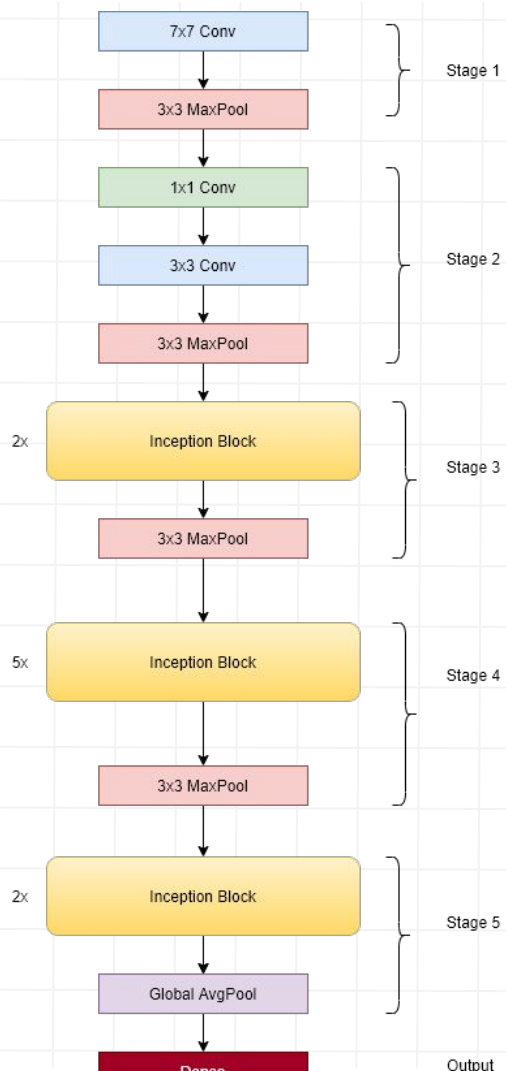 7x7 Conv
Stage 1
3x3 MaxPool
1x1 Conv
3x3 Conv
Stage 2
3x3 MaxPool
2x
Inception Block
Stage 3
3x3 MaxPool
5x
Inception Block
Stage 4
3x3 MaxPool
2x
Inception Block
Stage 5
Global AvgPool
Dense
Output